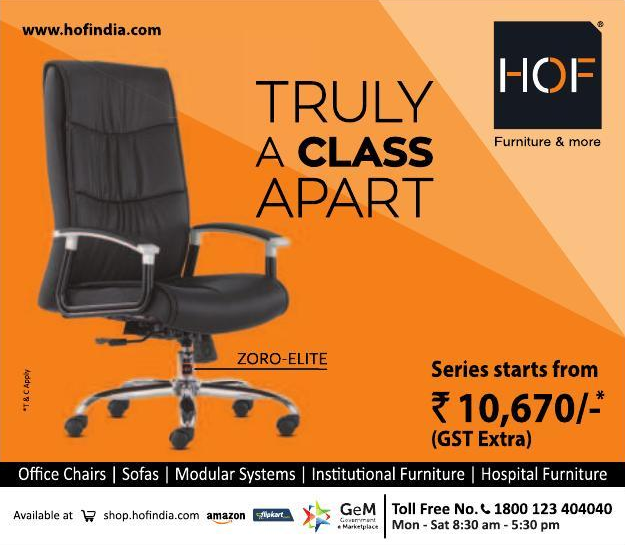 www.hofindia.com
TRULY
A CLASS
APART
HOF®
Furniture & more
ZORO-ELITE
Series starts from
₹ 10,670/-*
(GST Extra)
*T & C Apply
Office Chairs | Sofas | Modular Systems | Institutional Furniture | Hospital Furniture
Available at shop.hofindia.com amazon flipkart GeM
Government
e Marketplace
Toll Free No. 1800 123 404040
Mon - Sat 8:30 am - 5:30 pm